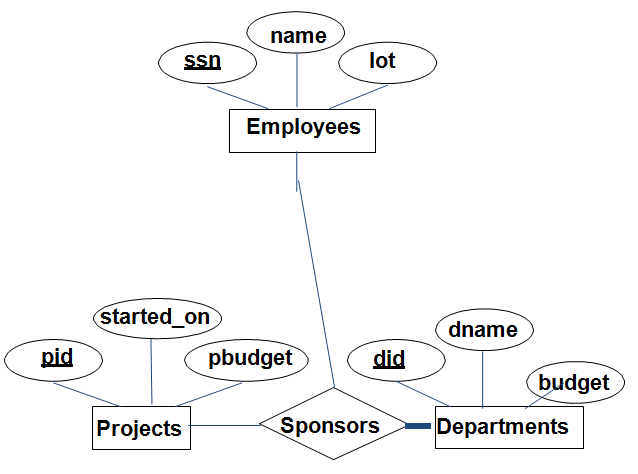 name
ssn
lot
Employees
started_on
dname
pid
pbudget
did
budget
Projects
Sponsors
Departments